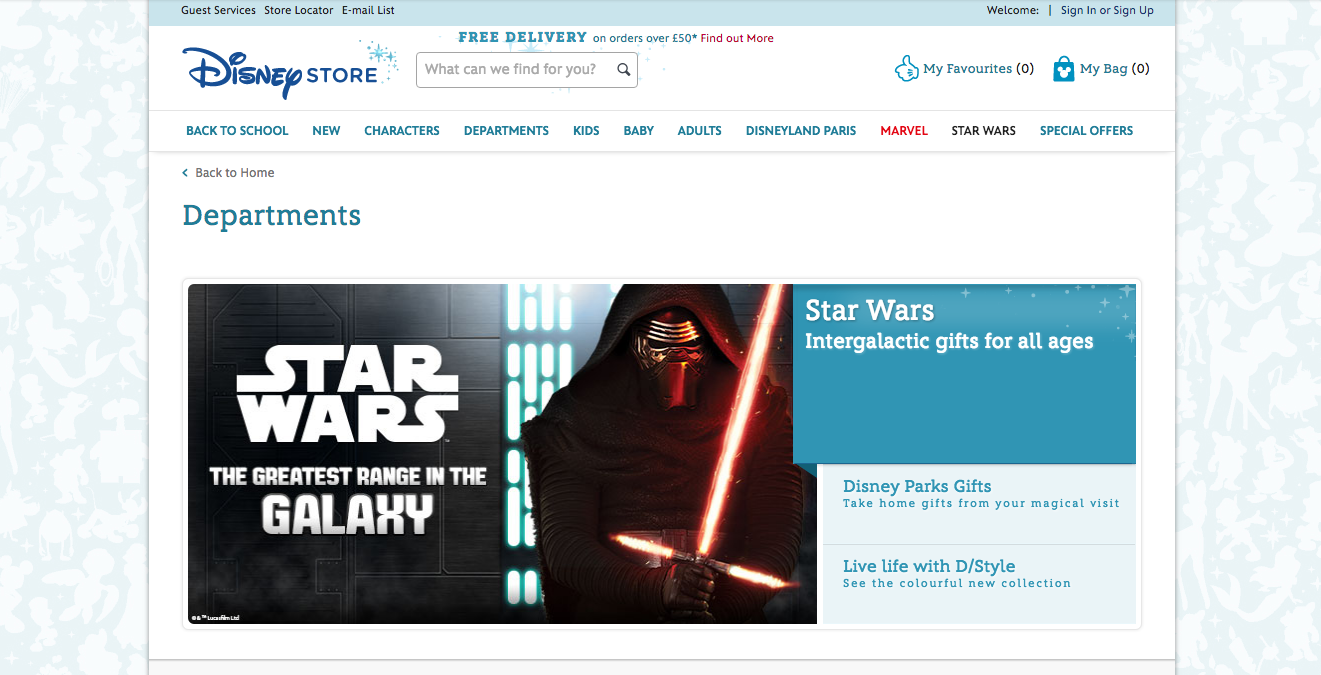 Guest Services Store Locator E-mail List
Welcome: | Sign In or Sign Up
FREE DELIVERY on orders over £50* Find out More
DISNEY STORE
What can we find for you?
My Favourites (0)
My Bag (0)
BACK TO SCHOOL NEW CHARACTERS DEPARTMENTS KIDS BABY ADULTS DISNEYLAND PARIS MARVEL STAR WARS SPECIAL OFFERS
‹ Back to Home
Departments
STAR
WARS™
THE GREATEST RANGE IN THE
GALAXY
© & ™ Lucasfilm Ltd
Star Wars
Intergalactic gifts for all ages
Disney Parks Gifts
Take home gifts from your magical visit
Live life with D/Style
See the colourful new collection